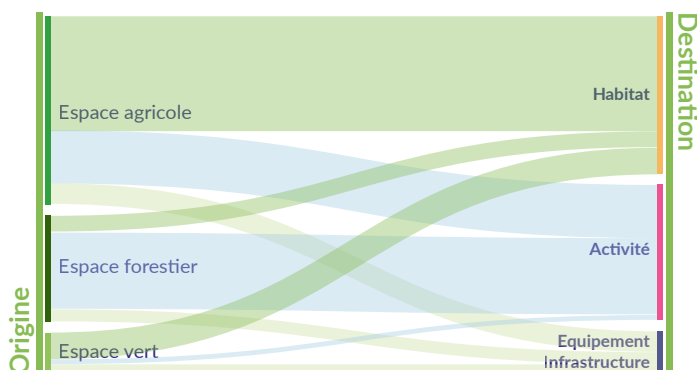 Origine
Espace agricole
Espace forestier
Espace vert
Habitat
Activité
Equipement
Infrastructure
Destination